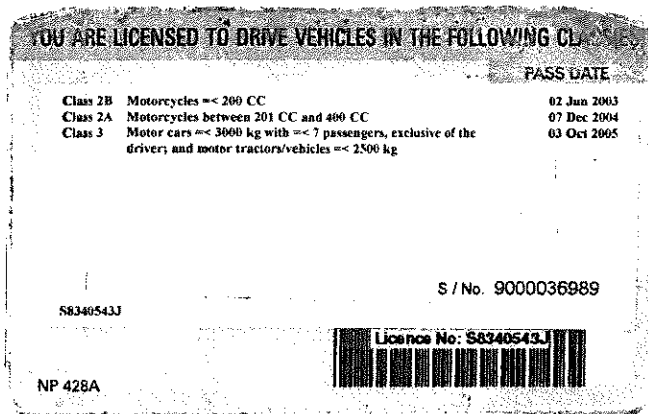 YOU ARE LICENSED TO DRIVE VEHICLES IN THE FOLLOWING CLASSES
PASS DATE
Class 2B Motorcycles =< 200 CC 02 Jun 2003
Class 2A Motorcycles between 201 CC and 400 CC 07 Dec 2004
Class 3 Motor cars =< 3000 kg with =< 7 passengers, exclusive of the 03 Oct 2005
driver; and motor tractors/vehicles =< 2500 kg
S / No. 9000036989
S8340543J
Licence No: S8340543J
NP 428A